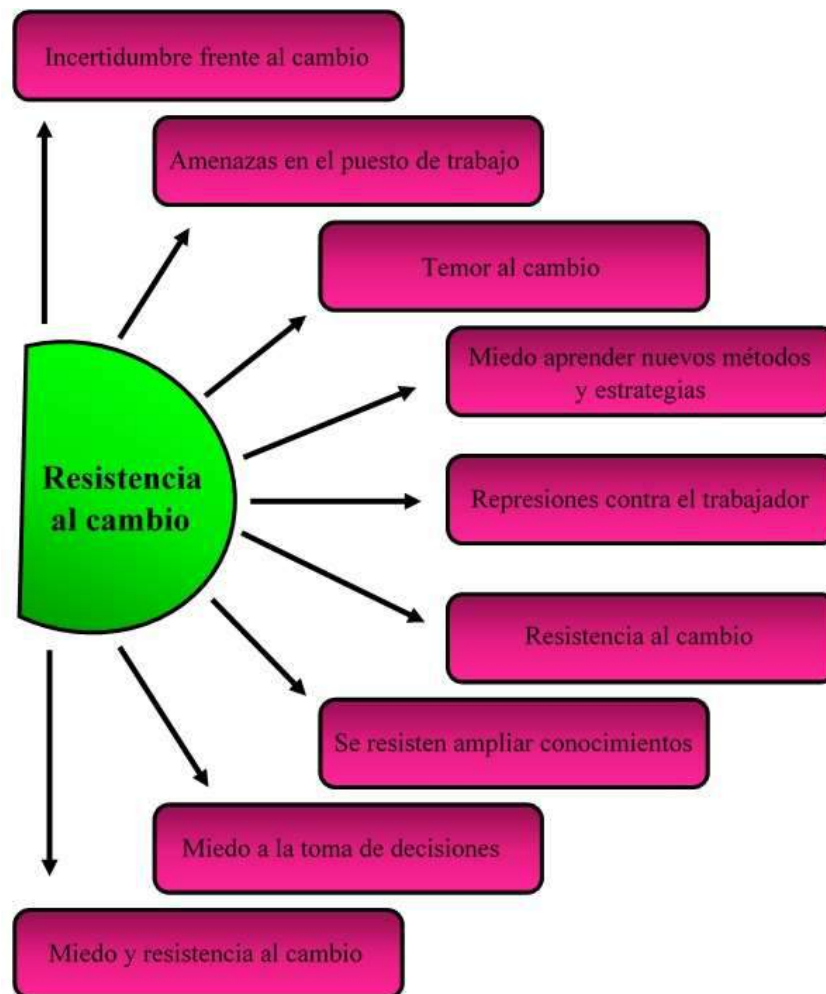 Incertidumbre frente al cambio
Amenazas en el puesto de trabajo
Temor al cambio
Miedo aprender nuevos métodos
y estrategias
Resistencia
al cambio
Represiones contra el trabajador
Resistencia al cambio
Se resisten ampliar conocimientos
Miedo a la toma de decisiones
Miedo y resistencia al cambio